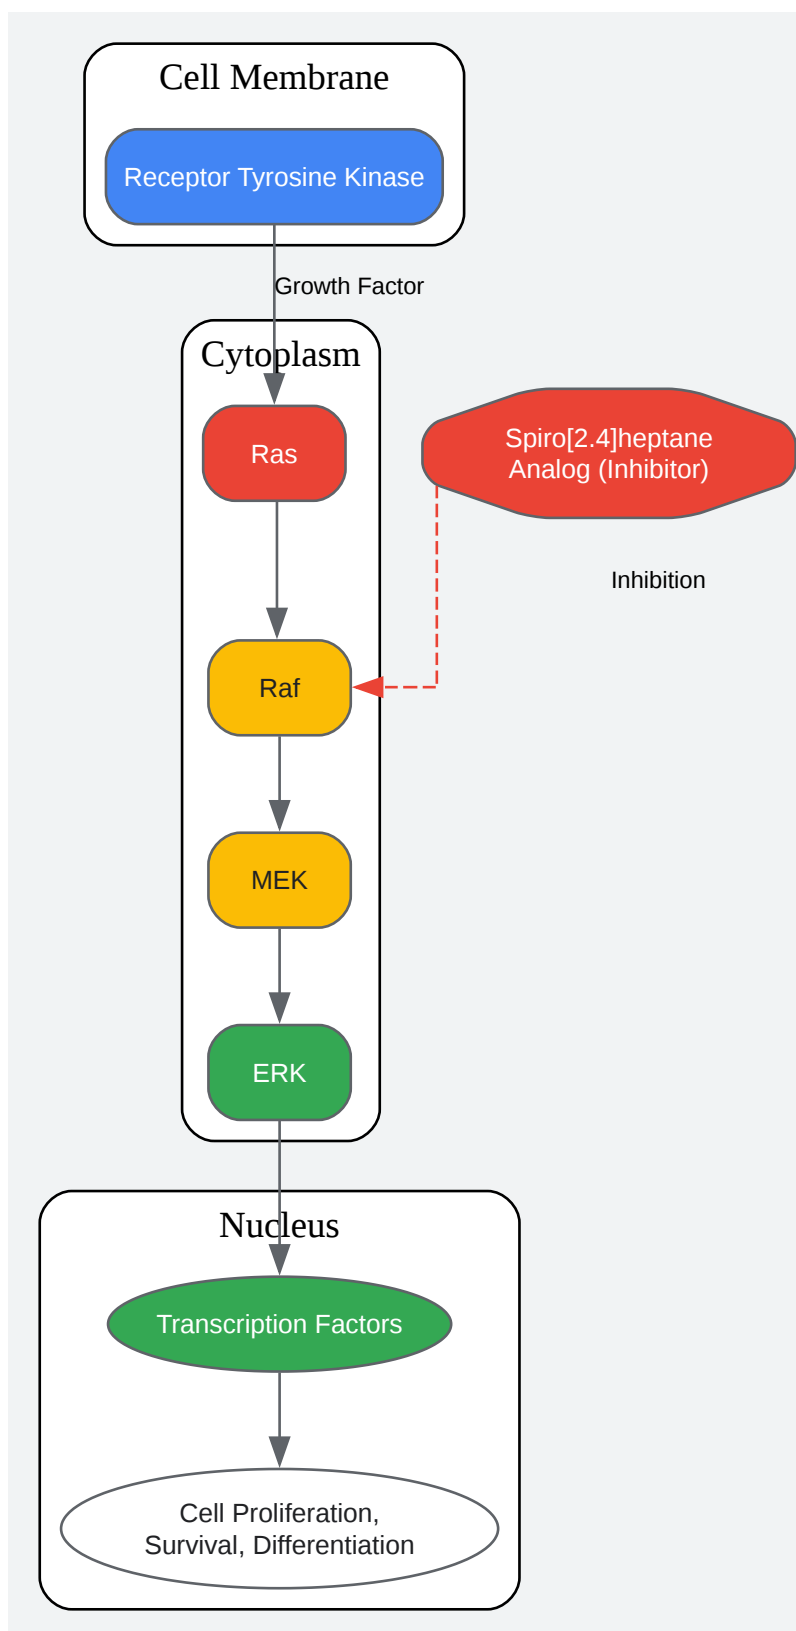 Cell Membrane
Receptor Tyrosine Kinase
Growth Factor
Cytoplasm
Ras
Spiro[2.4]heptane
Analog (Inhibitor)
Inhibition
Raf
MEK
ERK
Nucleus
Transcription Factors
Cell Proliferation,
Survival, Differentiation